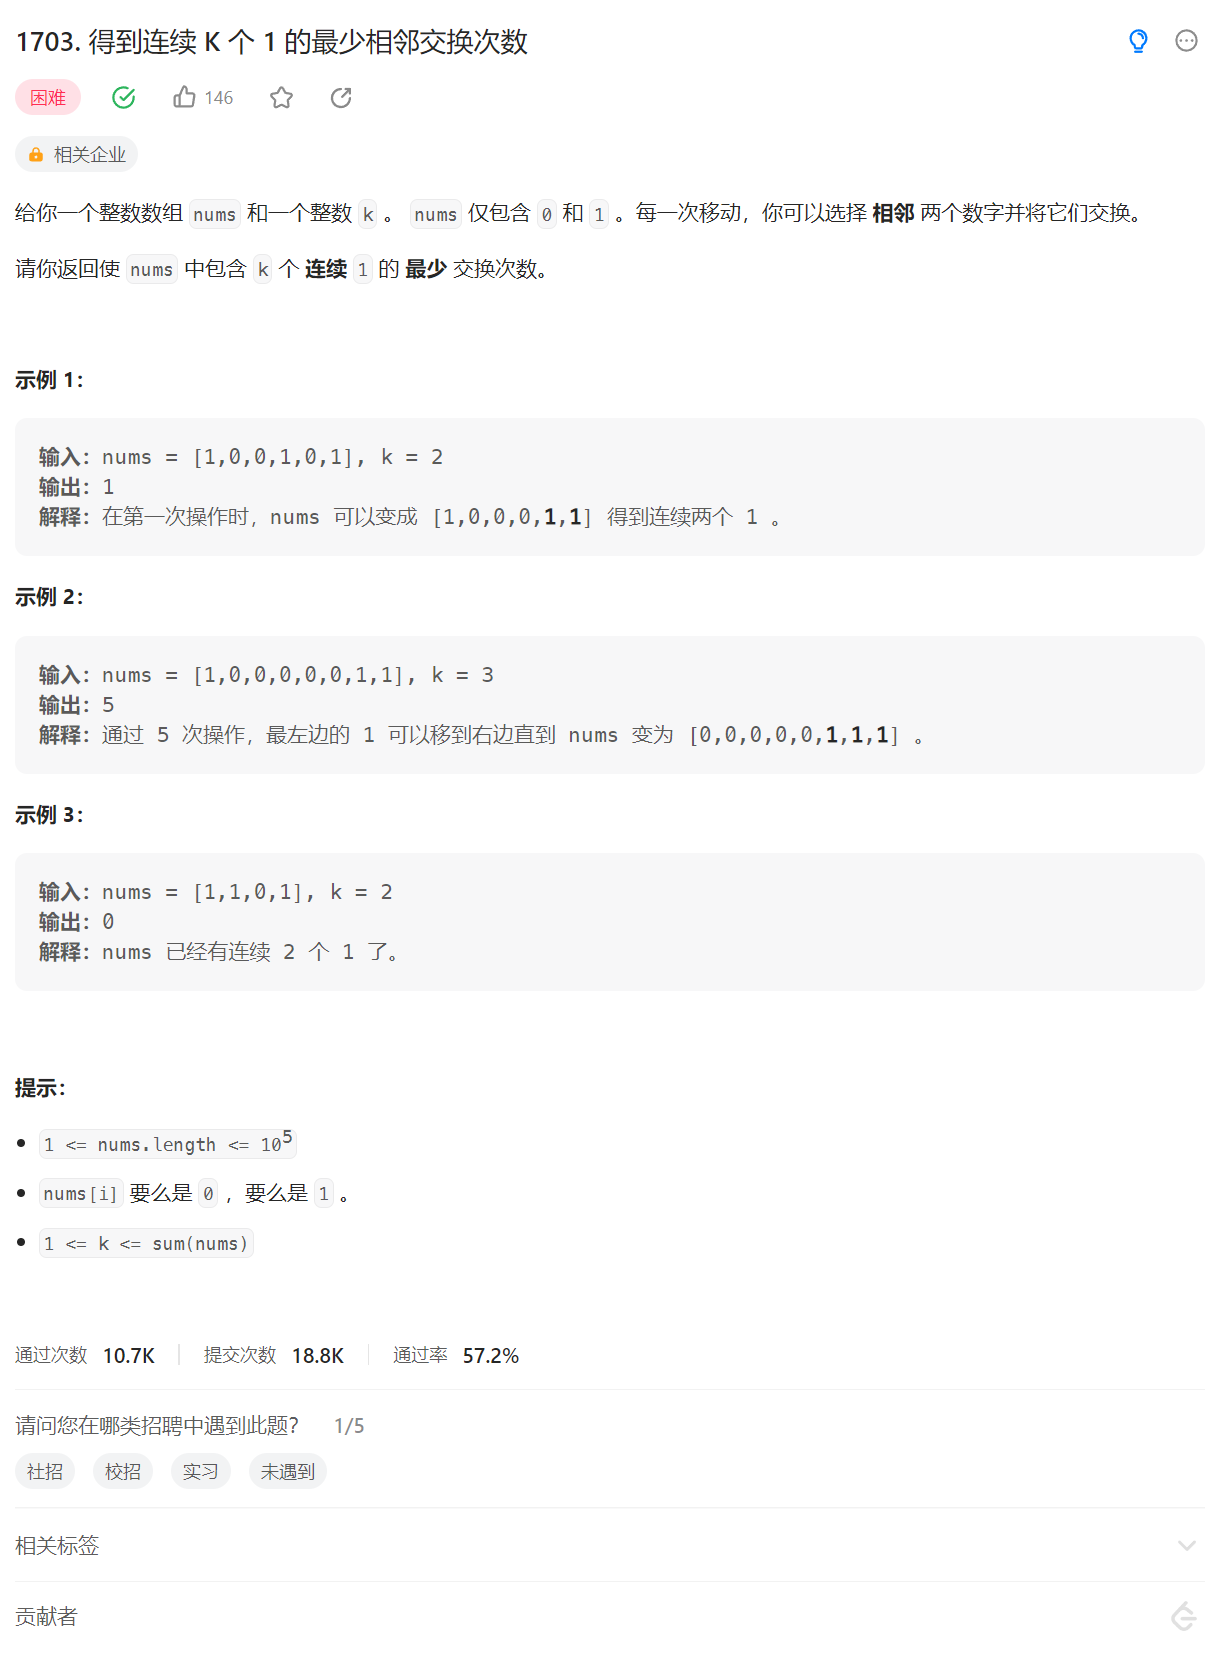 1703. 得到连续 K 个 1 的最少相邻交换次数
困难 146
相关企业
给你一个整数数组 nums 和一个整数 k 。 nums 仅包含 0 和 1 。每一次移动，你可以选择 相邻 两个数字并将它们交换。
请你返回使 nums 中包含 k 个 连续 1 的 最少 交换次数。
示例 1：
输入：nums = [1,0,0,1,0,1], k = 2
输出：1
解释：在第一次操作时，nums 可以变成 [1,0,0,0,1,1] 得到连续两个 1 。
示例 2：
输入：nums = [1,0,0,0,0,0,1,1], k = 3
输出：5
解释：通过 5 次操作，最左边的 1 可以移到右边直到 nums 变为 [0,0,0,0,0,1,1,1] 。
示例 3：
输入：nums = [1,1,0,1], k = 2
输出：0
解释：nums 已经有连续 2 个 1 了。
提示：
1 <= nums.length <= 10⁵
nums[i] 要么是 0 ，要么是 1 。
1 <= k <= sum(nums)
通过次数 10.7K 提交次数 18.8K 通过率 57.2%
请问您在哪类招聘中遇到此题？ 1/5
社招 校招 实习 未遇到
相关标签
贡献者